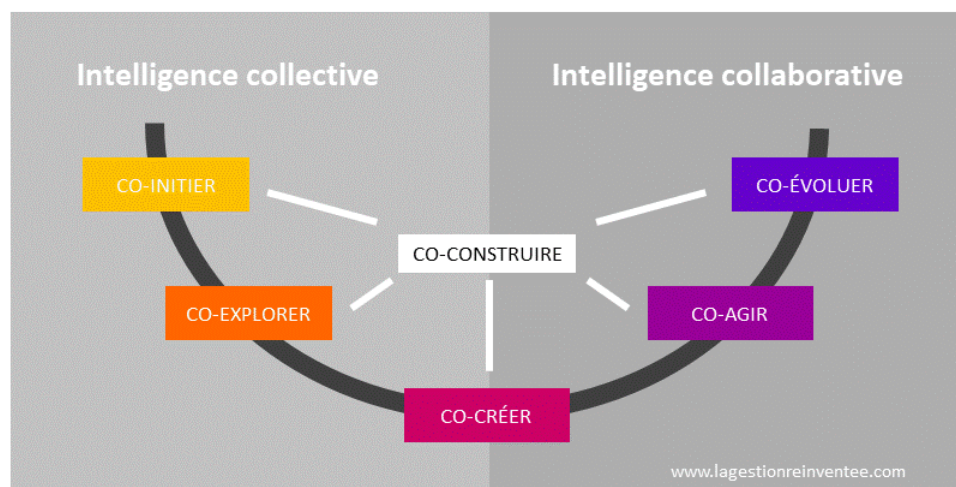 Intelligence collective
Intelligence collaborative
CO-INITIER
CO-ÉVOLUER
CO-CONSTRUIRE
CO-EXPLORER
CO-AGIR
CO-CRÉER
www.lagestionreinventee.com